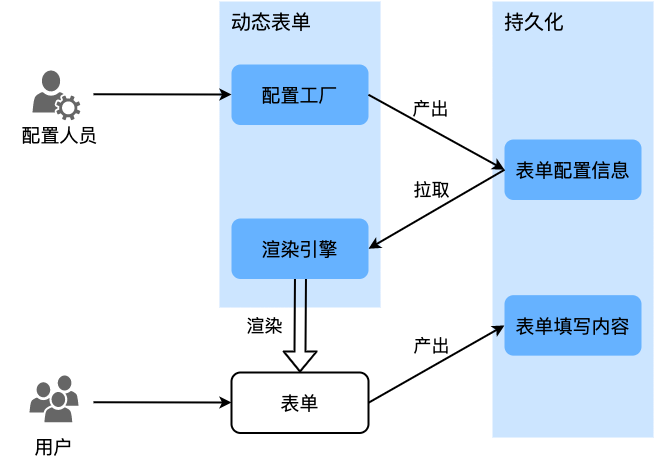 动态表单
持久化
配置工厂
产出
配置人员
表单配置信息
拉取
渲染引擎
渲染
表单填写内容
产出
表单
用户